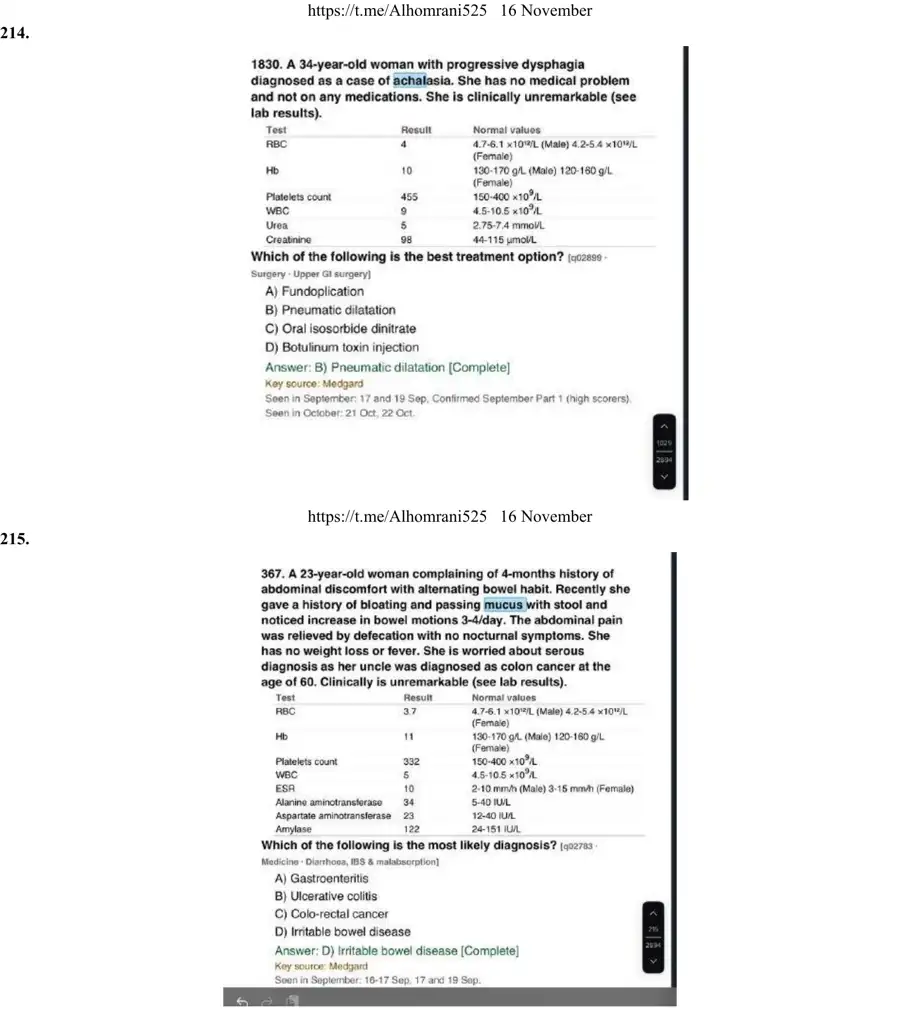 https://t.me/Alhomrani525 16 November
214.
1830. A 34-year-old woman with progressive dysphagia
diagnosed as a case of achalasia. She has no medical problem
and not on any medications. She is clinically unremarkable (see
lab results).
Test Result Normal values
RBC 4 4.7-6.1 x10¹²/L (Male) 4.2-5.4 x10¹²/L
(Female)
Hb 10 130-170 g/L (Male) 120-160 g/L
(Female)
Platelets count 455 150-400 x10⁹/L
WBC 9 4.5-10.5 x10⁹/L
Urea 5 2.75-7.4 mmol/L
Creatinine 98 44-115 µmol/L
Which of the following is the best treatment option? [q02899 ·
Surgery · Upper GI surgery]
A) Fundoplication
B) Pneumatic dilatation
C) Oral isosorbide dinitrate
D) Botulinum toxin injection
Answer: B) Pneumatic dilatation [Complete]
Key source: Medgard
Seen in September: 17 and 19 Sep, Confirmed September Part 1 (high scorers).
Seen in October: 21 Oct, 22 Oct.
2894
https://t.me/Alhomrani525 16 November
215.
367. A 23-year-old woman complaining of 4-months history of
abdominal discomfort with alternating bowel habit. Recently she
gave a history of bloating and passing mucus with stool and
noticed increase in bowel motions 3-4/day. The abdominal pain
was relieved by defecation with no nocturnal symptoms. She
has no weight loss or fever. She is worried about serous
diagnosis as her uncle was diagnosed as colon cancer at the
age of 60. Clinically is unremarkable (see lab results).
Test Result Normal values
RBC 3.7 4.7-6.1 x10¹²/L (Male) 4.2-5.4 x10¹²/L
(Female)
Hb 11 130-170 g/L (Male) 120-160 g/L
(Female)
Platelets count 332 150-400 x10⁹/L
WBC 5 4.5-10.5 x10⁹/L
ESR 10 2-10 mm/h (Male) 3-15 mm/h (Female)
Alanine aminotransferase 34 5-40 IU/L
Aspartate aminotransferase 23 12-40 IU/L
Amylase 122 24-151 IU/L
Which of the following is the most likely diagnosis? [q02783 ·
Medicine · Diarrhosa, IBS & malabsorption]
A) Gastroenteritis
B) Ulcerative colitis
C) Colo-rectal cancer
D) Irritable bowel disease
Answer: D) Irritable bowel disease [Complete]
Key source: Medgard
Seen in September: 16-17 Sep, 17 and 19 Sep.
2894